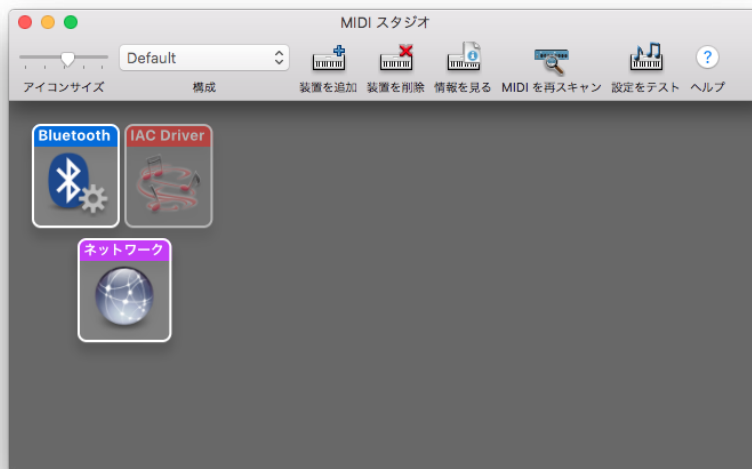 MIDI スタジオ
Default
アイコンサイズ 構成 装置を追加 装置を削除 情報を見る MIDI を再スキャン 設定をテスト ヘルプ
Bluetooth IAC Driver
ネットワーク